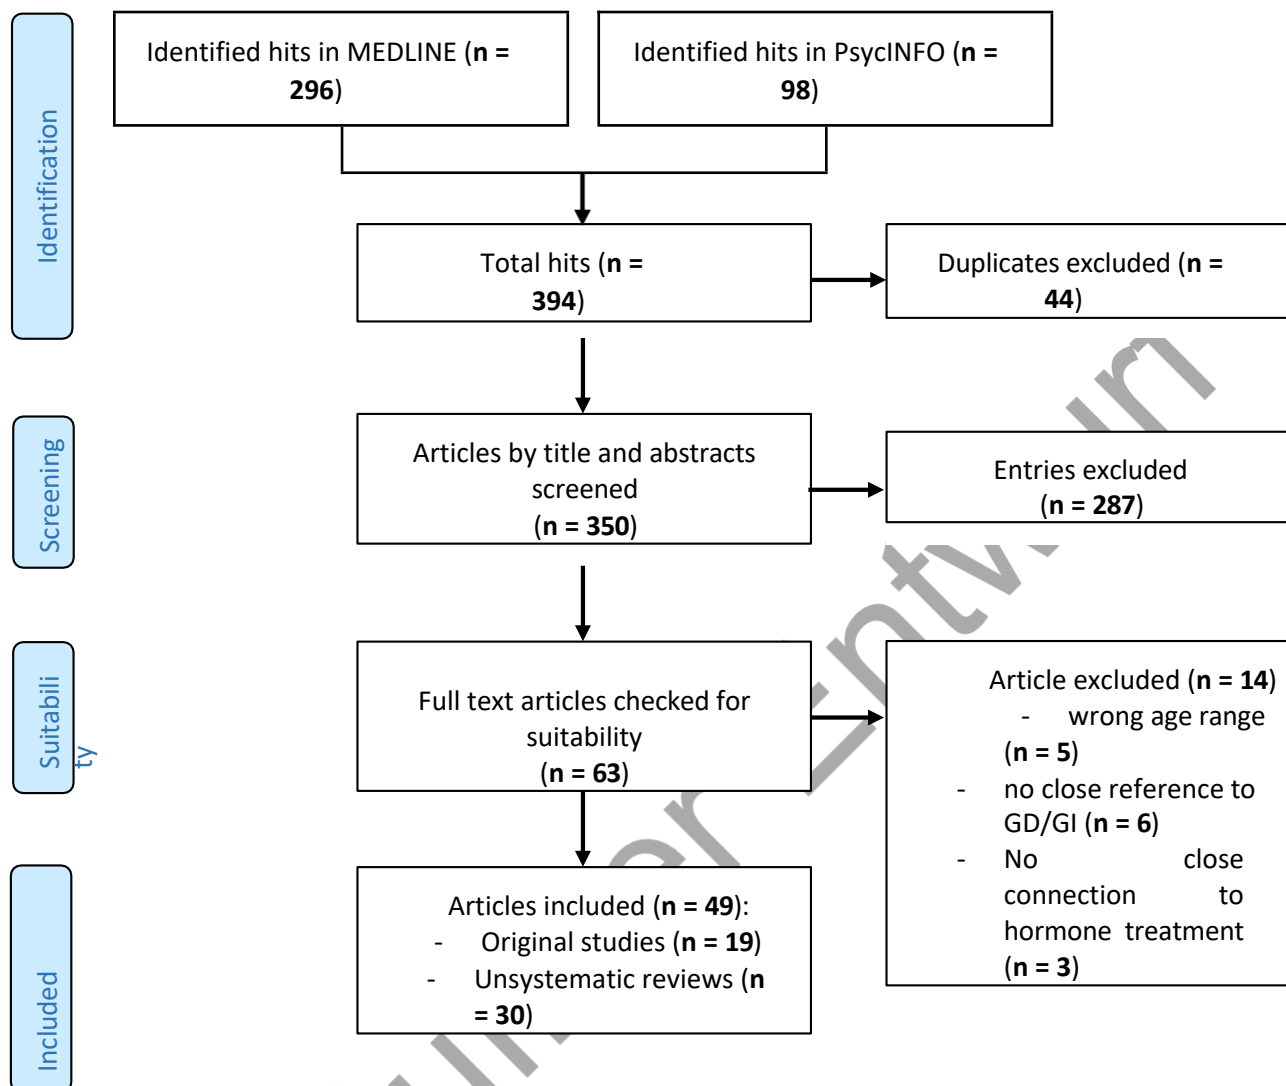 Identification
Identified hits in MEDLINE (n =
296)
Identified hits in PsycINFO (n =
98)
Total hits (n =
394)
Duplicates excluded (n =
44)
Screening
Articles by title and abstracts
screened
(n = 350)
Entries excluded
(n = 287)
Suitabili
ty
Full text articles checked for
suitability
(n = 63)
Article excluded (n = 14)
- wrong age range
(n = 5)
- no close reference to
GD/GI (n = 6)
- No close
connection to
hormone treatment
(n = 3)
Included
Articles included (n = 49):
- Original studies (n = 19)
- Unsystematic reviews (n
= 30)